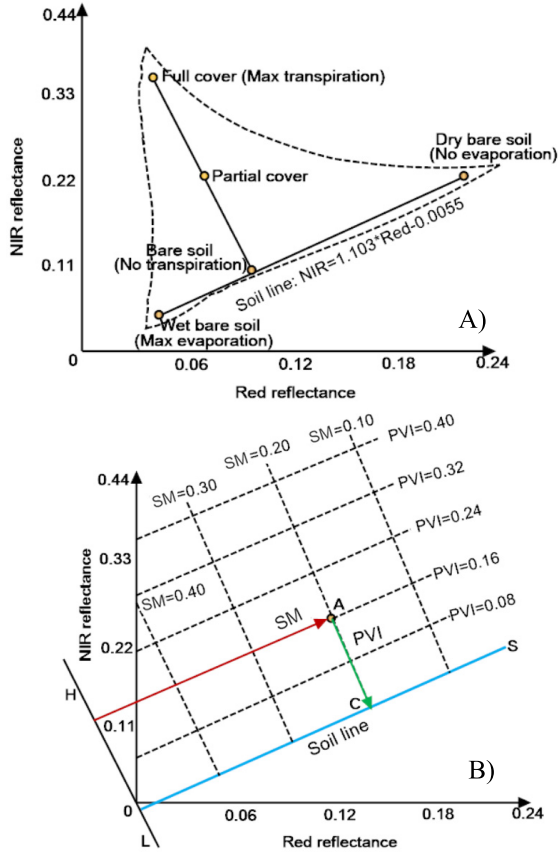 0.44
Full cover (Max transpiration)
0.33
Dry bare soil
(No evaporation)
NIR reflectance
0.22
Partial cover
Bare soil
(No transpiration)
Soil line: NIR=1.103*Red-0.0055
0.11
Wet bare soil
(Max evaporation)
A)
0
0.06
0.12
0.18
0.24
Red reflectance
SM=0.10
SM=0.20
PVI=0.40
0.44
SM=0.30
PVI=0.32
0.33
PVI=0.24
SM=0.40
NIR reflectance
A
PVI=0.16
SM
PVI
PVI=0.08
0.22
S
H
0.11
C
Soil line
B)
0
0.06
0.12
0.18
0.24
L
Red reflectance